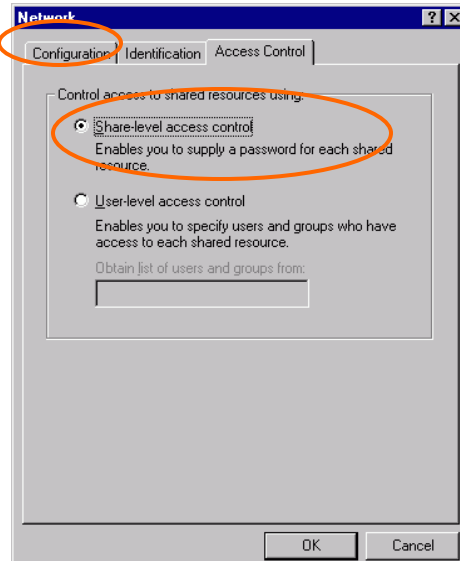 Network
Configuration Identification Access Control
Control access to shared resources using:
Share-level access control
Enables you to supply a password for each shared
resource.
User-level access control
Enables you to specify users and groups who have
access to each shared resource.
Obtain list of users and groups from:
OK Cancel